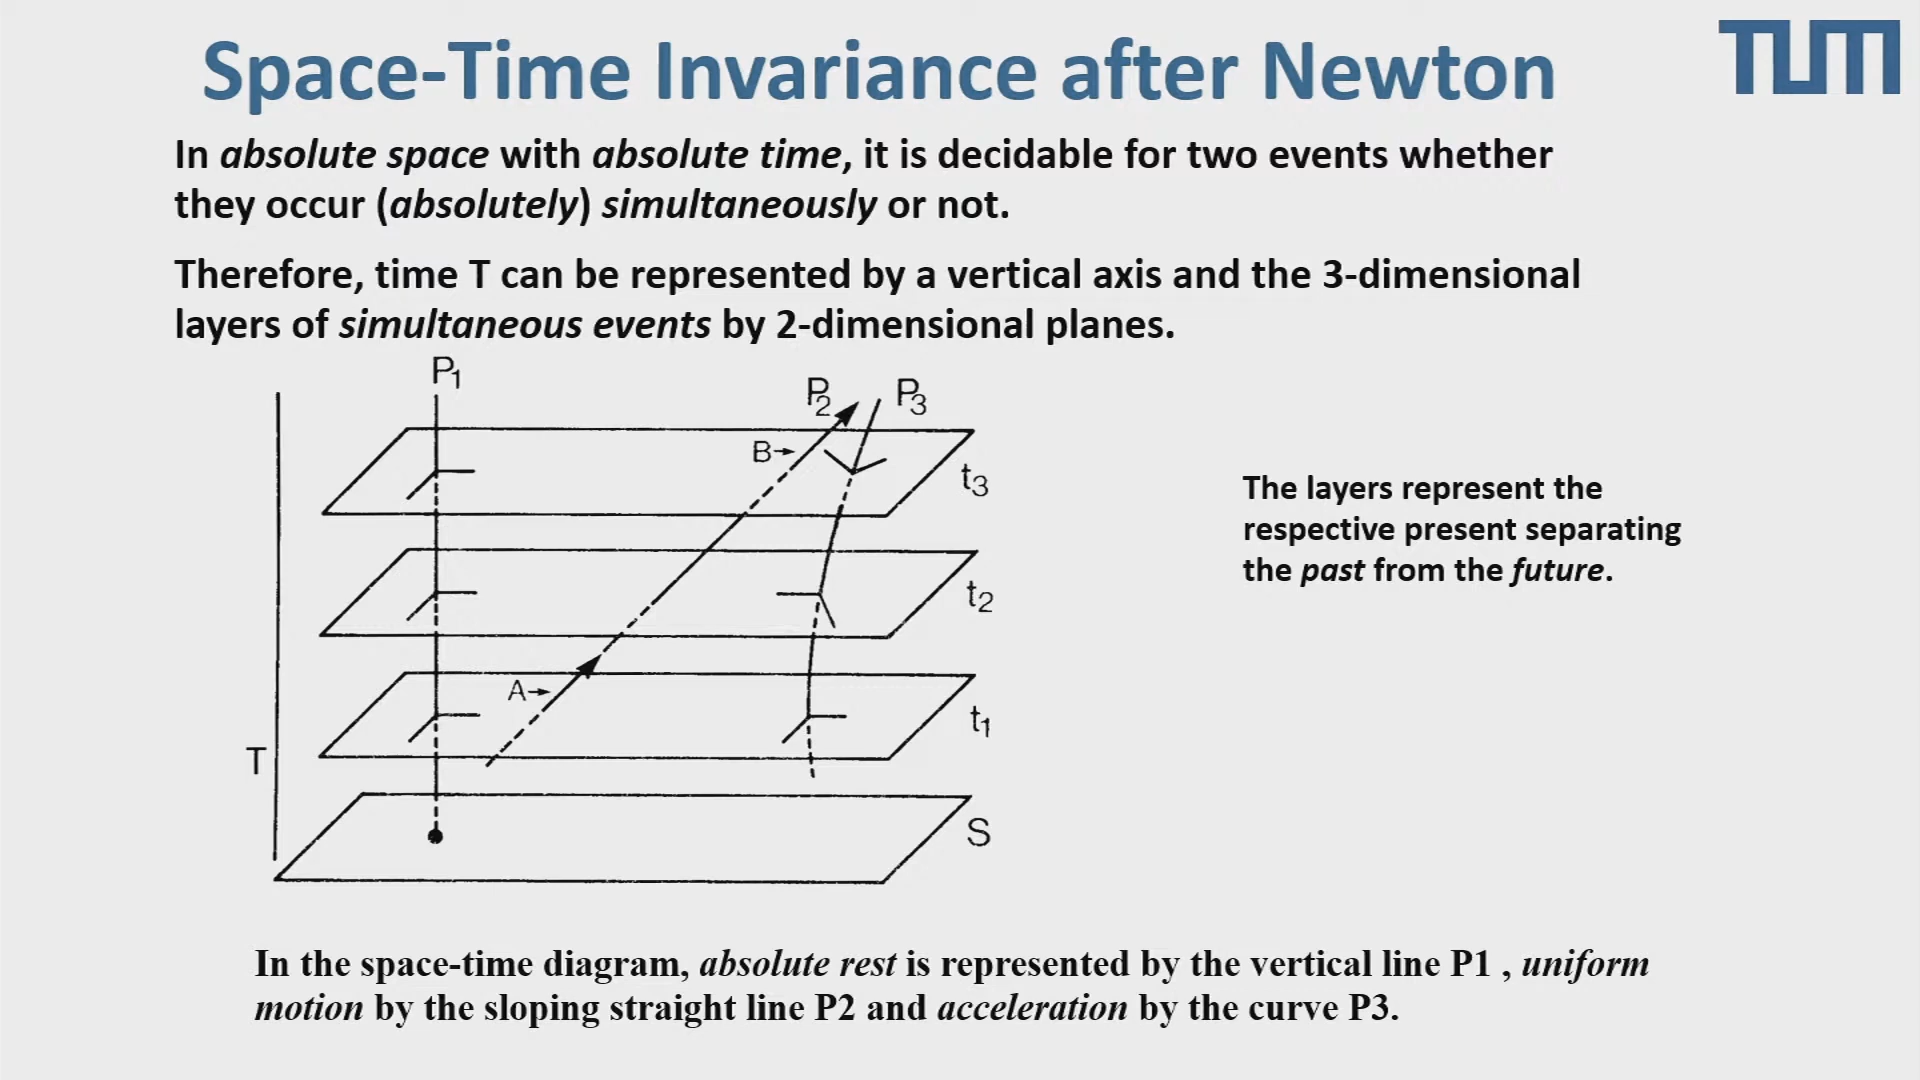 Space-Time Invariance after Newton
TUM
In absolute space with absolute time, it is decidable for two events whether
they occur (absolutely) simultaneously or not.
Therefore, time T can be represented by a vertical axis and the 3-dimensional
layers of simultaneous events by 2-dimensional planes.
P1
P2
P3
B
t3
t2
A
t1
T
S
The layers represent the
respective present separating
the past from the future.
In the space-time diagram, absolute rest is represented by the vertical line P1 , uniform
motion by the sloping straight line P2 and acceleration by the curve P3.